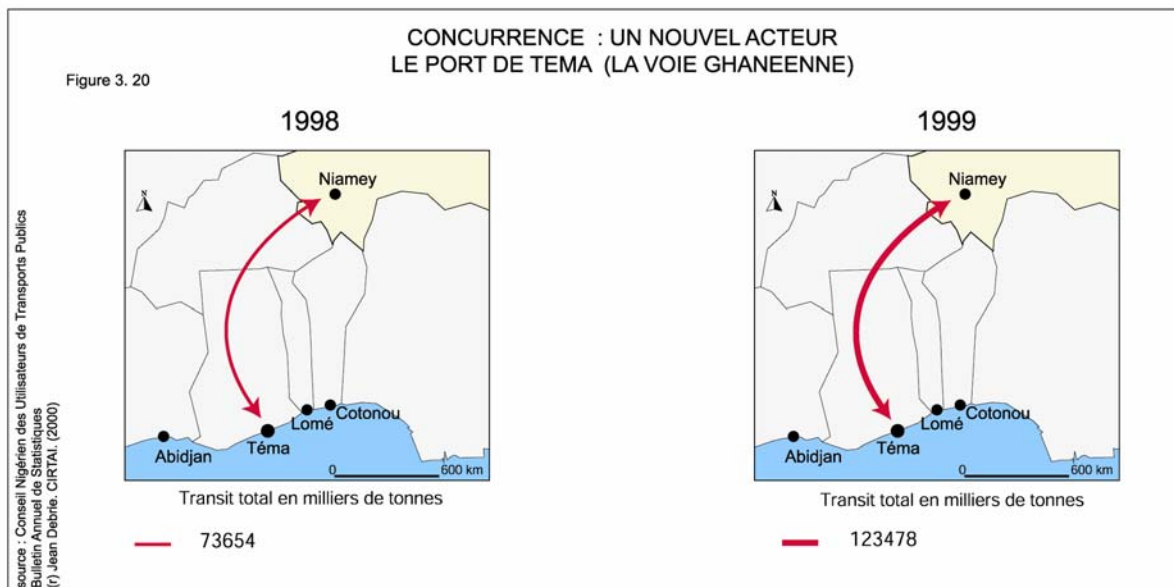 CONCURRENCE : UN NOUVEL ACTEUR
LE PORT DE TEMA (LA VOIE GHANEENNE)
Figure 3. 20
1998
N
Niamey
Lomé
Cotonou
Téma
Abidjan
0
600 km
Transit total en milliers de tonnes
73654
1999
N
Niamey
Lomé
Cotonou
Téma
Abidjan
0
600 km
Transit total en milliers de tonnes
123478
source : Conseil Nigérien des Utilisateurs de Transports Publics
Bulletin Annuel de Statistiques
(r) Jean Debrie. CIRTAI. (2000)